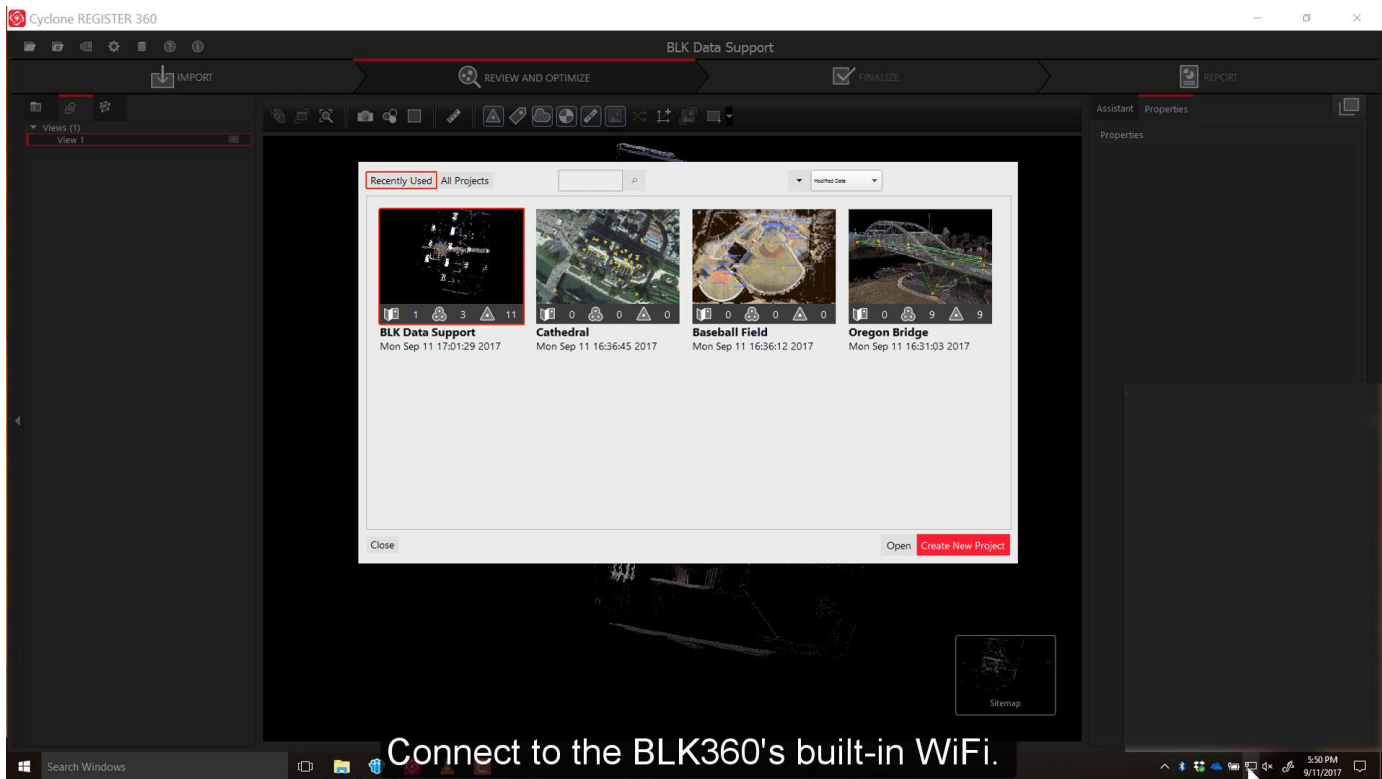 Cyclone REGISTER 360
BLK Data Support
IMPORT
REVIEW AND OPTIMIZE
FINALIZE
REPORT
Views (1)
View 1
Assistant Properties
Properties
Recently Used All Projects
Modified Date
1 3 11
BLK Data Support
Mon Sep 11 17:01:29 2017
0 0 0
Cathedral
Mon Sep 11 16:36:45 2017
0 0 0
Baseball Field
Mon Sep 11 16:36:12 2017
0 9 9
Oregon Bridge
Mon Sep 11 16:31:03 2017
Close
Open Create New Project
Sitemap
Connect to the BLK360's built-in WiFi.
Search Windows
5:50 PM
9/11/2017